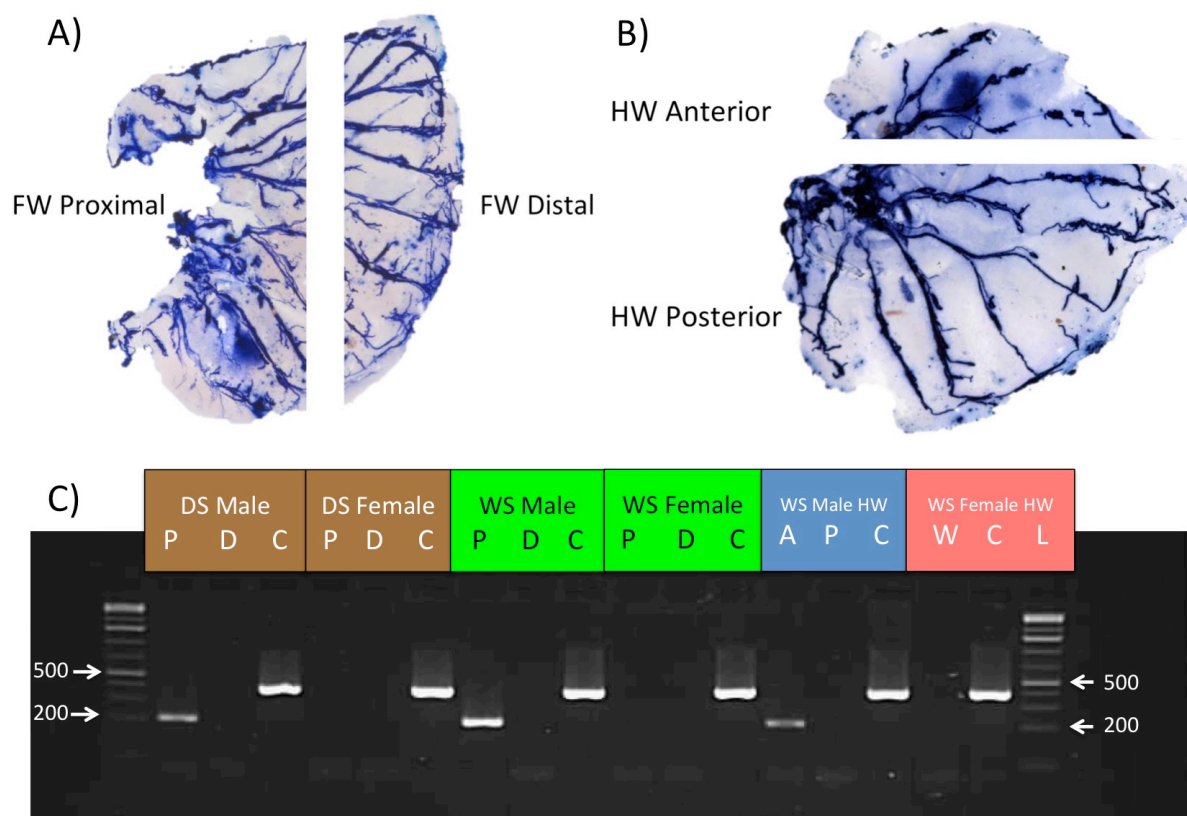 A)
B)
FW Proximal
FW Distal
HW Anterior
HW Posterior
C)
DS Male
P D C
DS Female
P D C
WS Male
P D C
WS Female
P D C
WS Male HW
A P C
WS Female HW
W C L
500
200
500
200